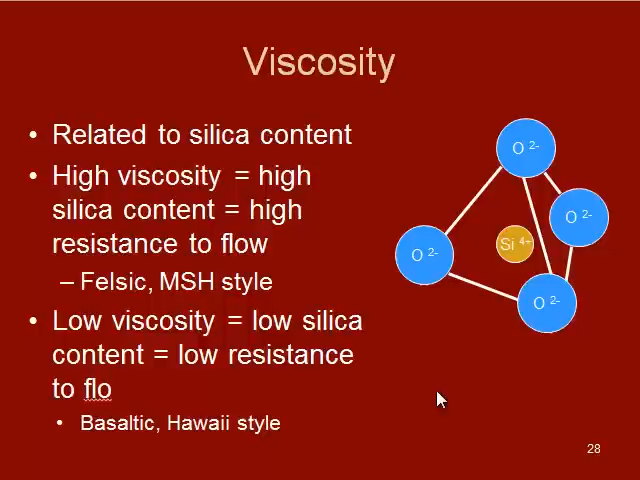 Viscosity
• Related to silica content
• High viscosity = high
silica content = high
resistance to flow
– Felsic, MSH style
• Low viscosity = low silica
content = low resistance
to flo
• Basaltic, Hawaii style
O 2-
O 2-
Si 4+
O 2-
O 2-
28